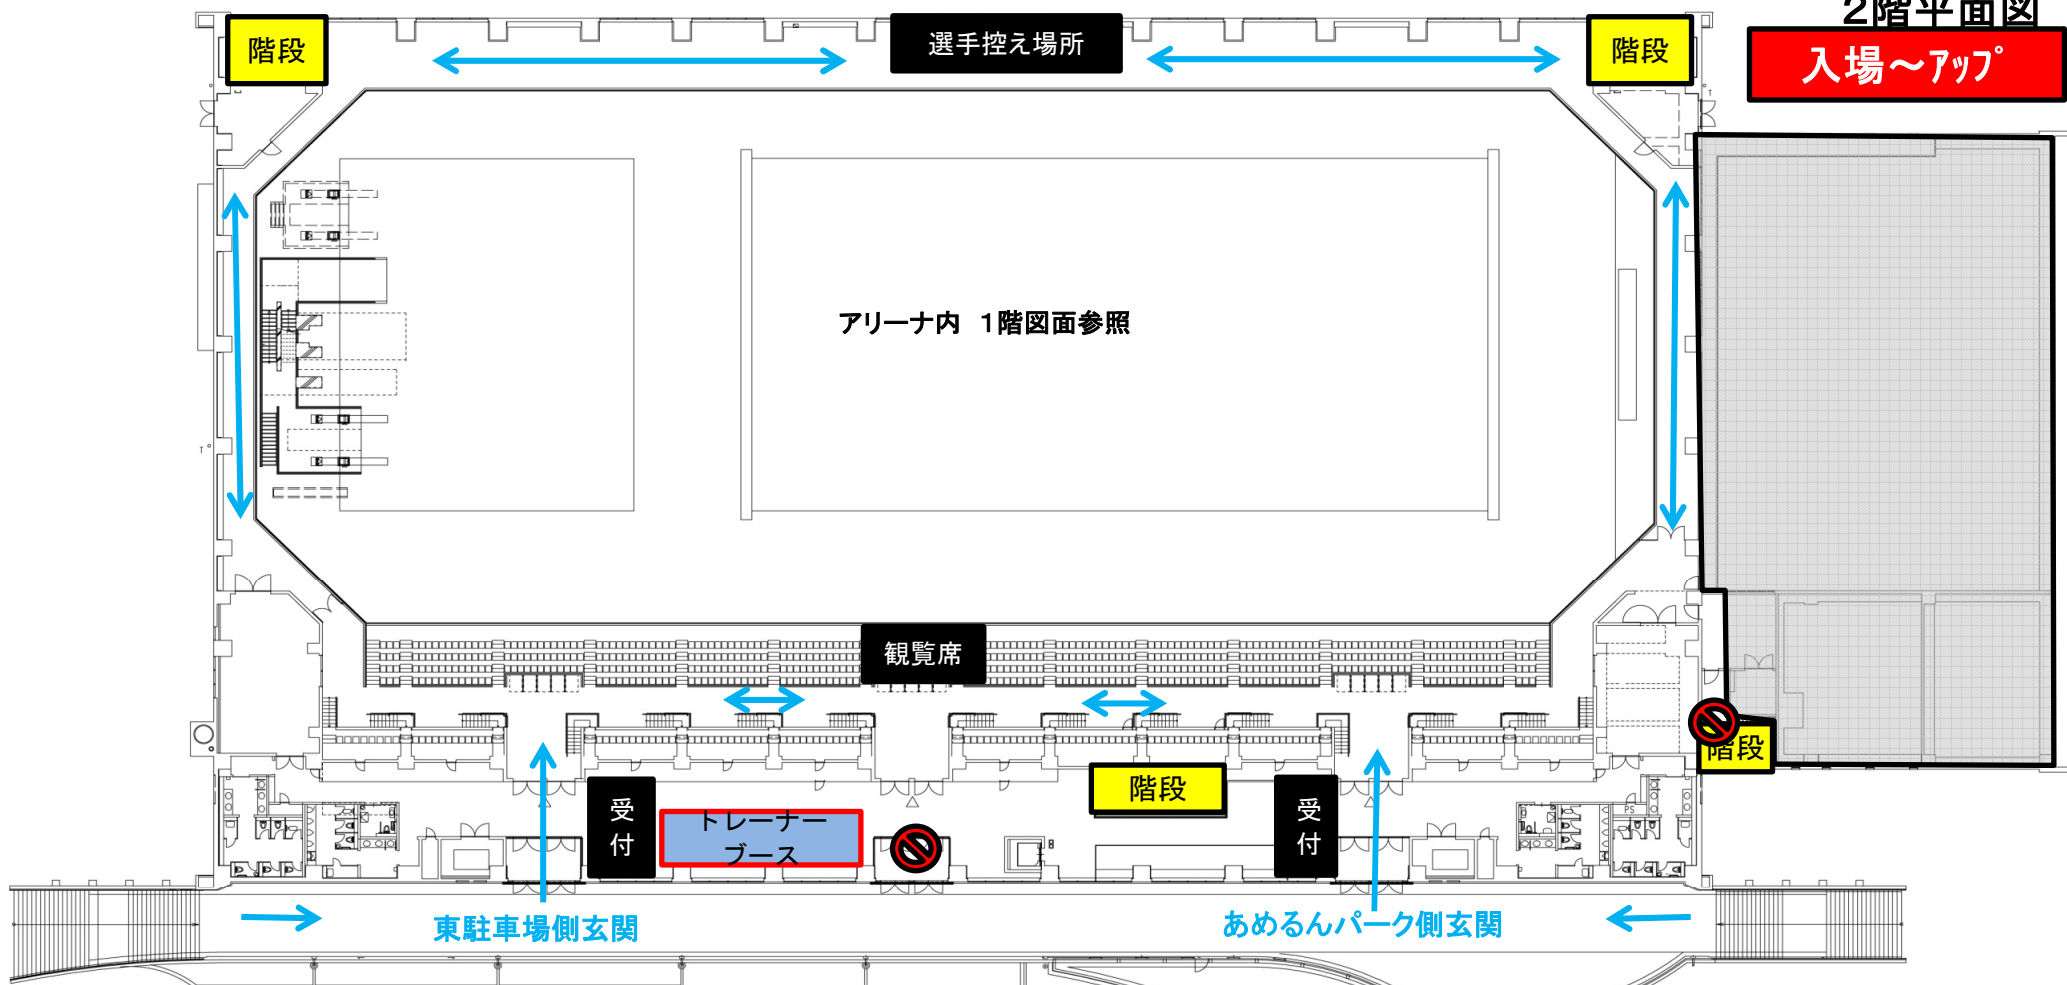 2階平面図
入場～アップ
階段
選手控え場所
階段
アリーナ内　1階図面参照
観覧席
階段
階段
受
付
トレーナー
ブース
受
付
PS
東駐車場側玄関
あめるんパーク側玄関